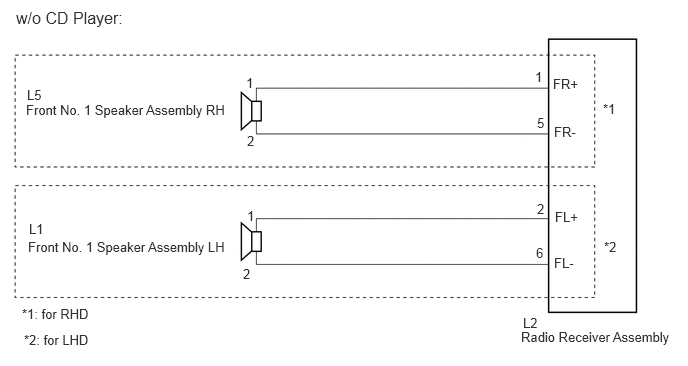 w/o CD Player:
L5
Front No. 1 Speaker Assembly RH
1
2
1
FR+
5
FR-
*1
L1
Front No. 1 Speaker Assembly LH
1
2
2
FL+
6
FL-
*2
*1: for RHD
*2: for LHD
L2
Radio Receiver Assembly